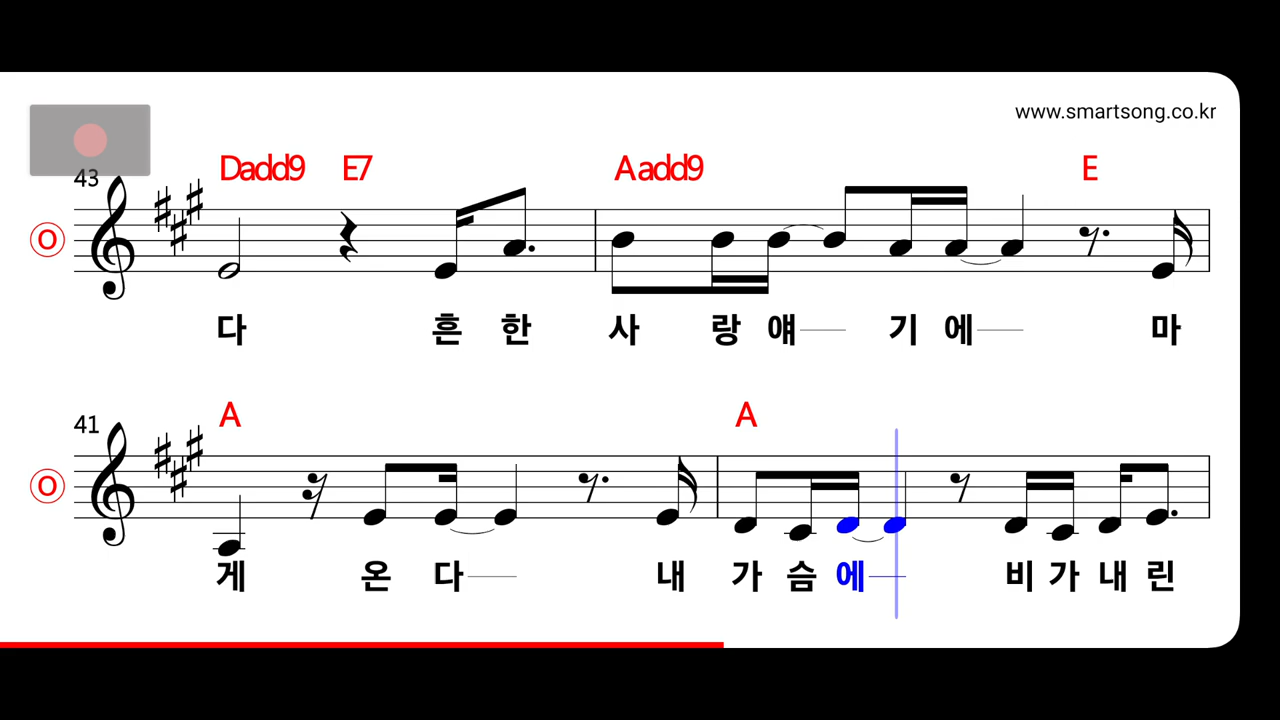 www.smartsong.co.kr
43
Dadd9 E7 Aadd9 E
O
다 흔 한 사 랑 얘 기 에 마
41
A A
O
게 온 다 내 가 슴 에 비 가 내 린